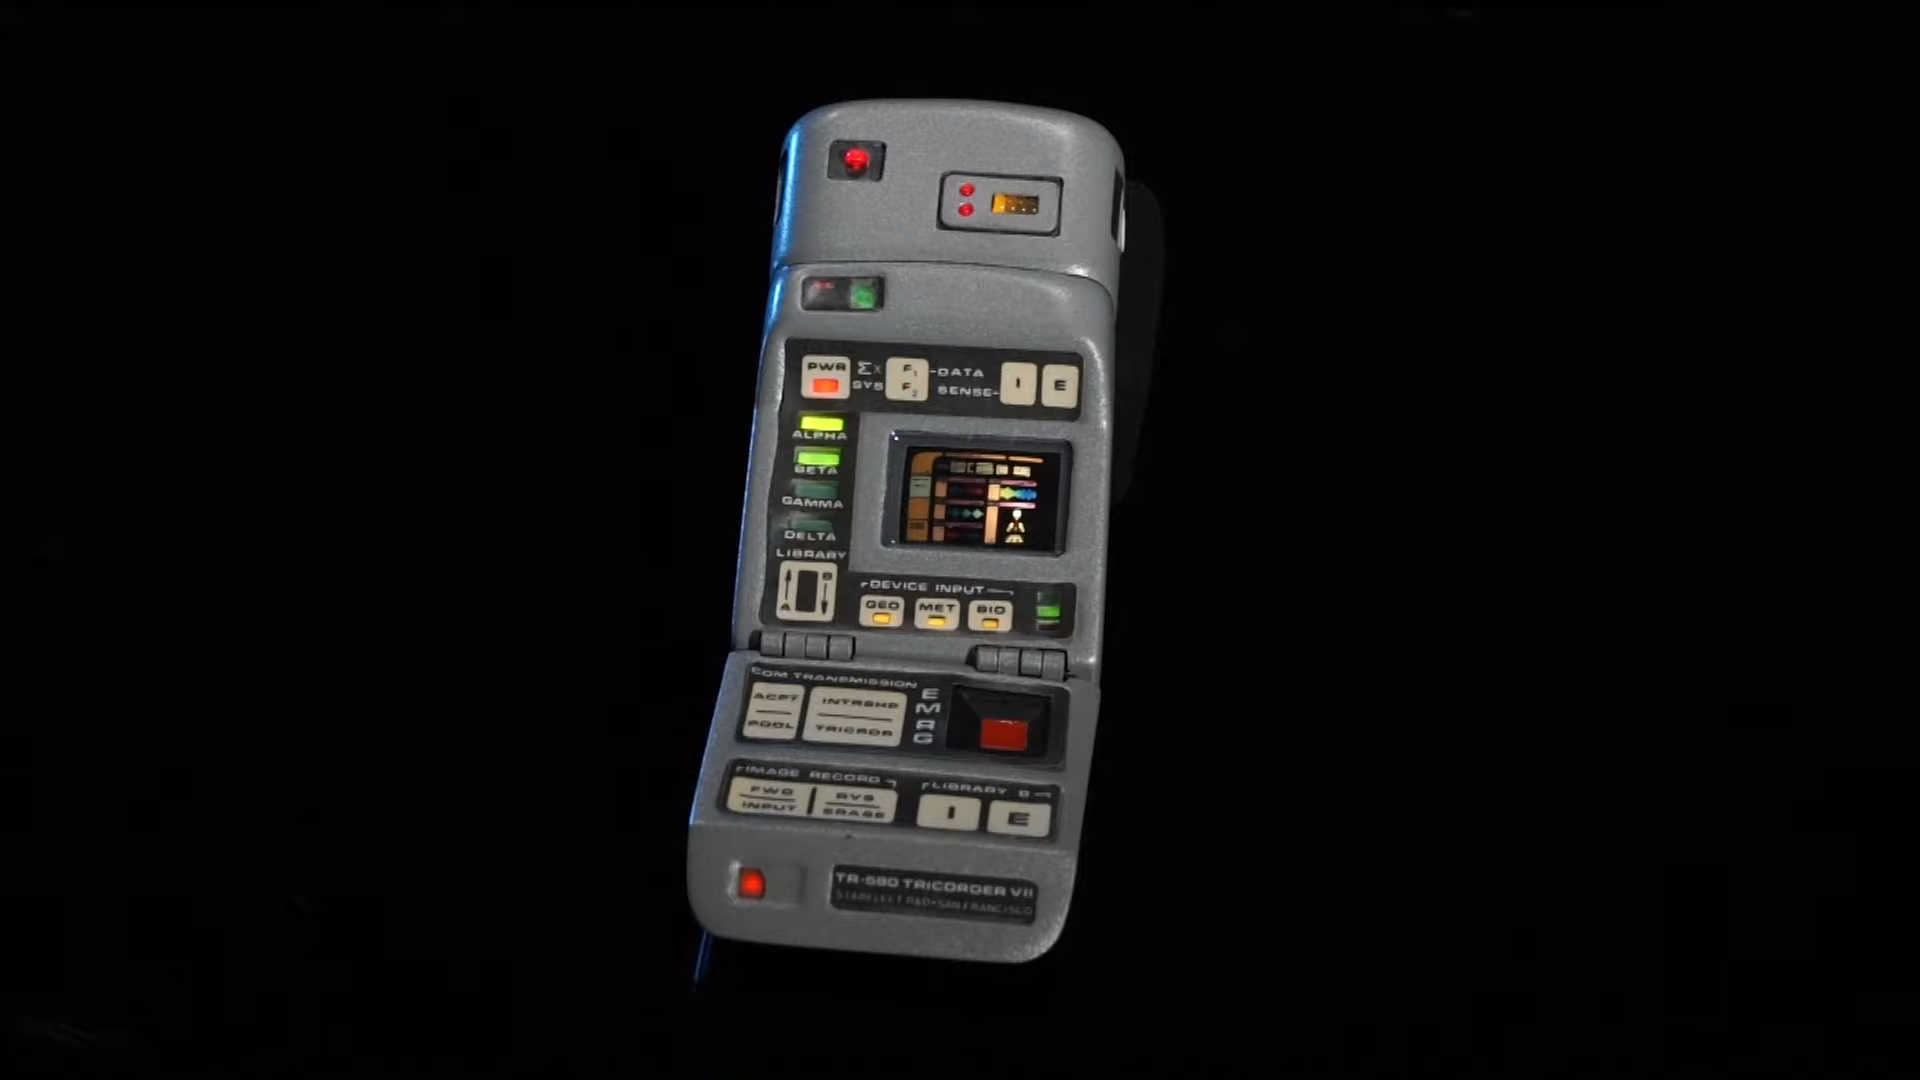 PWR
Σx
SYS
F1
F2
DATA
SENSE
I
E
ALPHA
BETA
GAMMA
DELTA
LIBRARY
B
A
DEVICE INPUT
GEO
MET
BIO
COM TRANSMISSION
ACPT
POOL
INTRSHP
TRICRDR
EMRG
IMAGE RECORD
FWD
INPUT
RVS
ERASE
LIBRARY B
I
E
TR-580 TRICORDER VII
STARFLEET R&D•SAN FRANCISCO